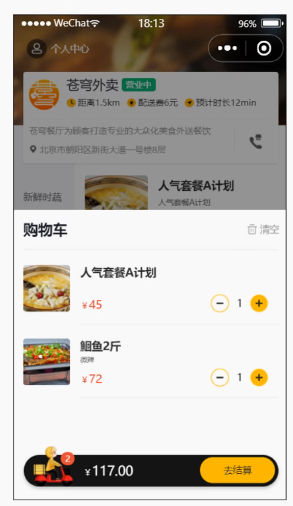 WeChat
18:13
96%
个人中心
苍穹外卖 营业中
距离1.5km 配送费6元 预计时长12min
苍穹餐厅为顾客打造专业的大众化美食外送餐饮
北京市朝阳区新街大道一号楼8层
新鲜时蔬
人气套餐A计划
人气套餐A计划
购物车
清空
人气套餐A计划
¥45
1
鮰鱼2斤
微辣
¥72
1
2
¥117.00
去结算